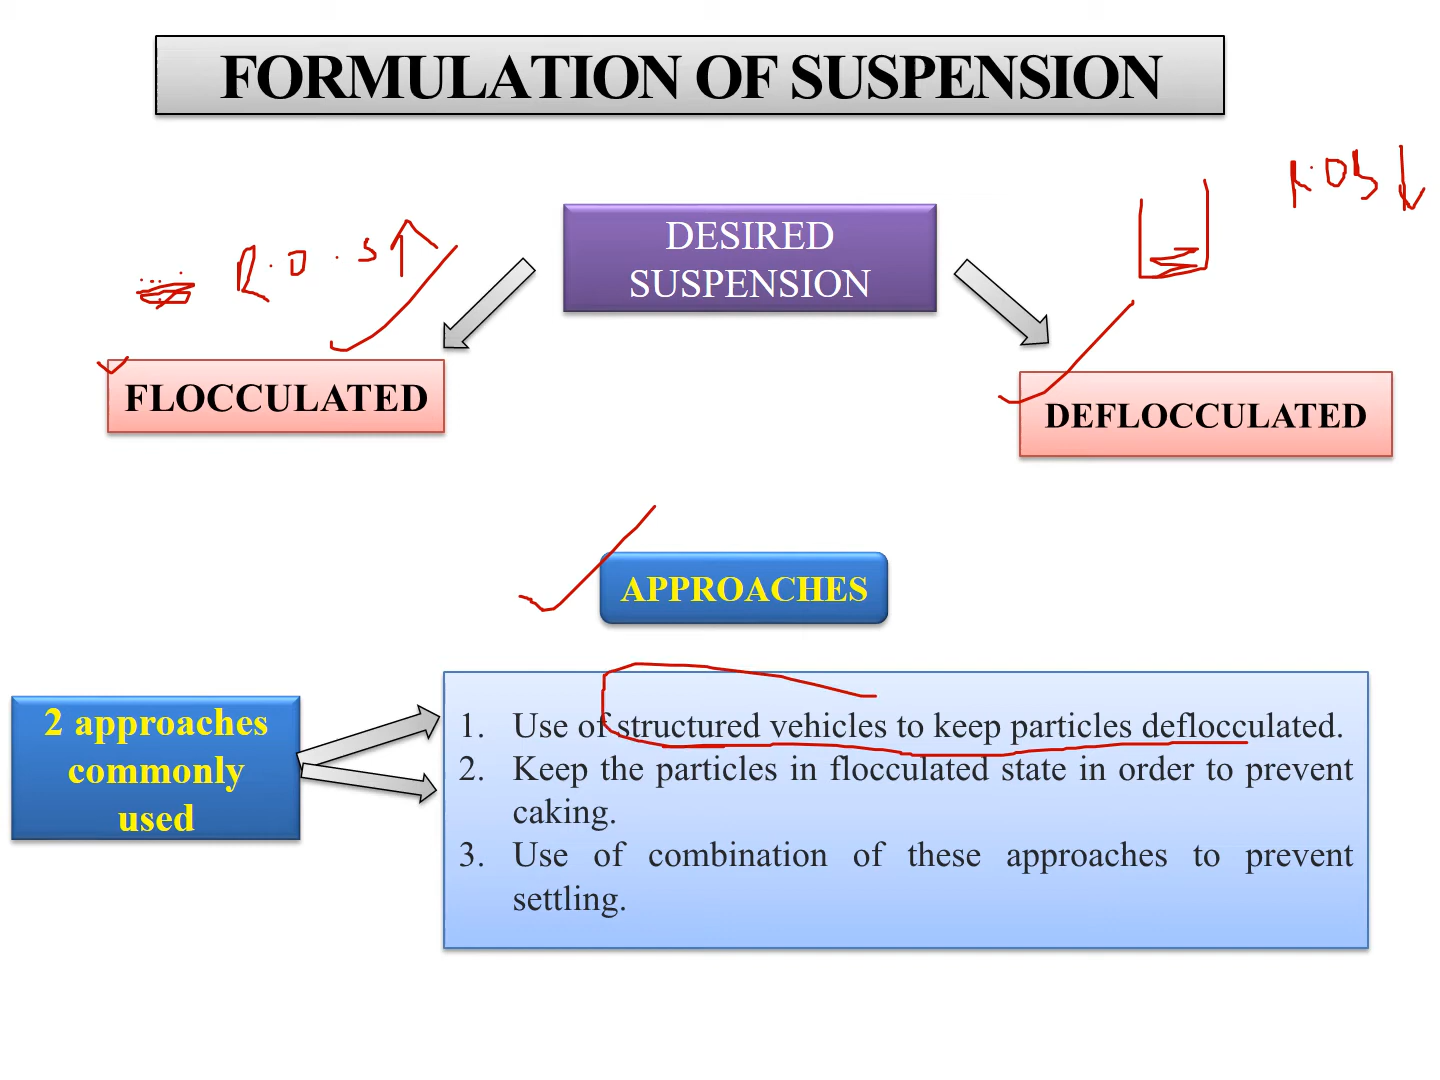 FORMULATION OF SUSPENSION
R.O.S↑
DESIRED
SUSPENSION
R.O.S↓
FLOCCULATED
DEFLOCCULATED
APPROACHES
2 approaches
commonly
used
1. Use of structured vehicles to keep particles deflocculated.
2. Keep the particles in flocculated state in order to prevent
caking.
3. Use of combination of these approaches to prevent
settling.